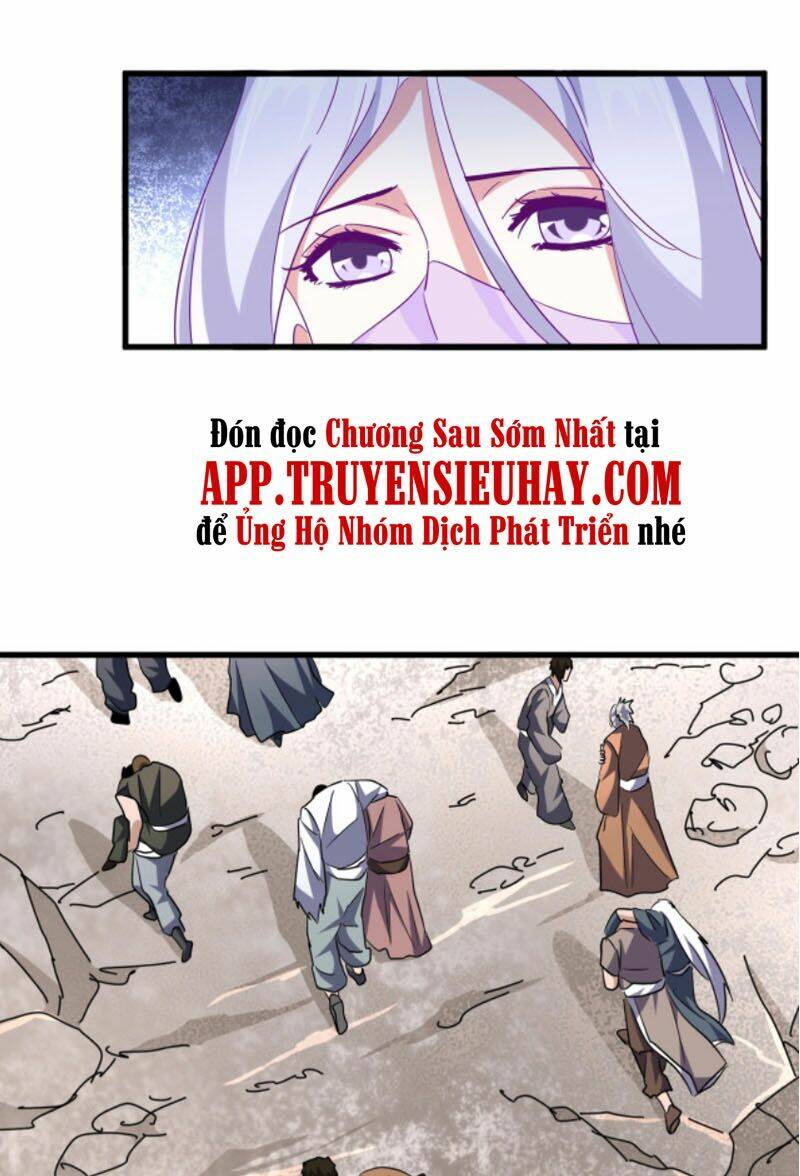 Đón đọc Chương Sau Sớm Nhất tại
APP.TRUYENSIEUHAY.COM
để Ủng Hộ Nhóm Dịch Phát Triển nhé